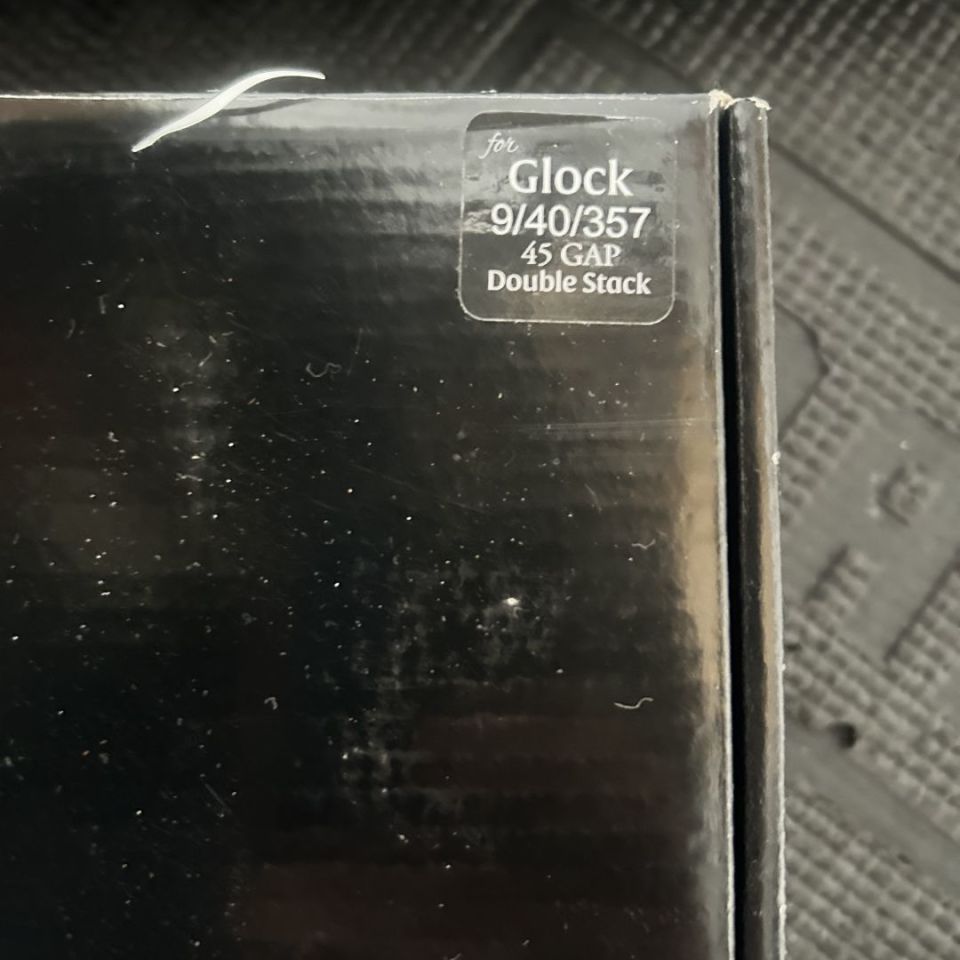 for
Glock
9/40/357
45 GAP
Double Stack